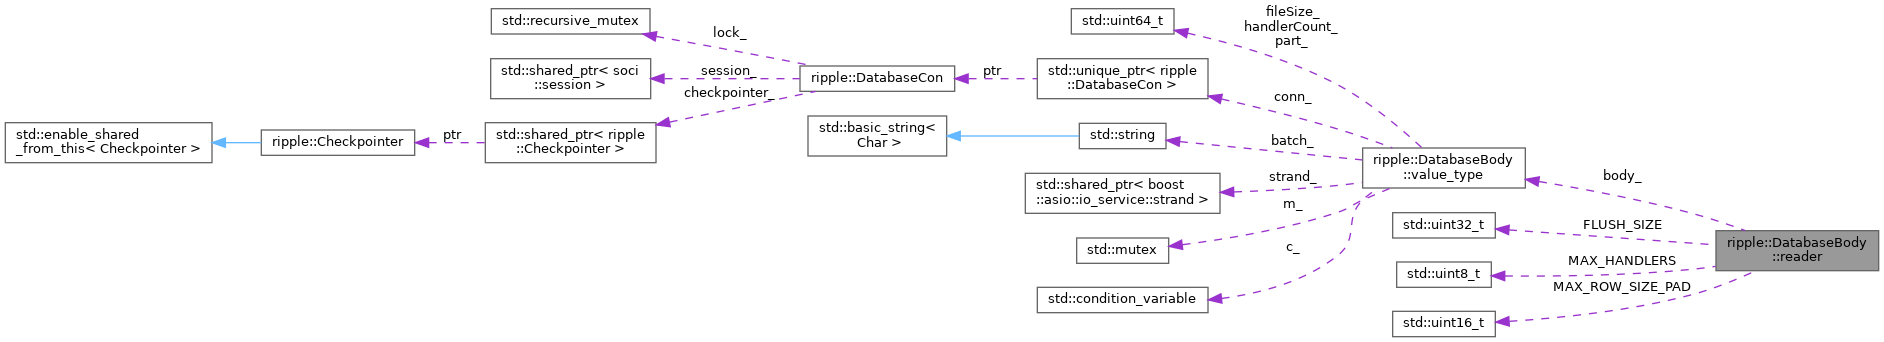 std::recursive_mutex
lock_
std::shared_ptr< soci
::session >
session_
checkpointer_
ripple::DatabaseCon
std::enable_shared
_from_this< Checkpointer >
ripple::Checkpointer
ptr
std::shared_ptr< ripple
::Checkpointer >
std::uint64_t
fileSize_
handlerCount_
part_
ptr
std::unique_ptr< ripple
::DatabaseCon >
conn_
std::basic_string<
Char >
std::string
batch_
std::shared_ptr< boost
::asio::io_service::strand >
strand_
m_
std::mutex
c_
std::condition_variable
ripple::DatabaseBody
::value_type
body_
std::uint32_t
FLUSH_SIZE
std::uint8_t
MAX_HANDLERS
MAX_ROW_SIZE_PAD
std::uint16_t
ripple::DatabaseBody
::reader